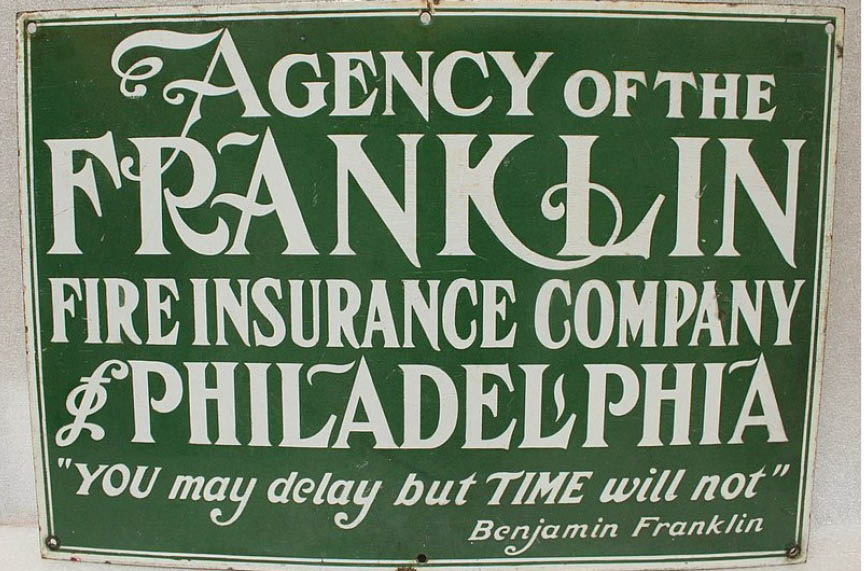 AGENCY OF THE
FRANKLIN
FIRE INSURANCE COMPANY
of PHILADELPHIA
"YOU may delay but TIME will not"
Benjamin Franklin